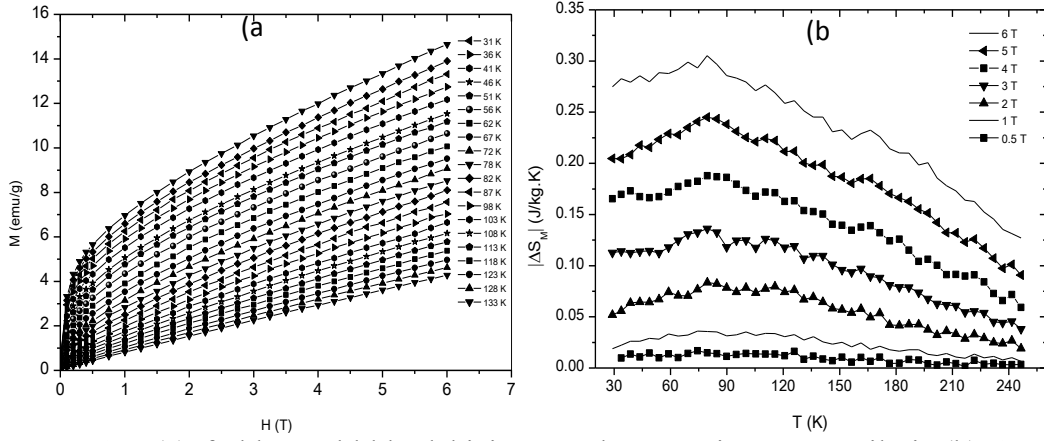 (a
16
14
12
10
8
6
4
2
0
M (emu/g)
0
1
2
3
4
5
6
7
H (T)
31 K
36 K
41 K
46 K
51 K
56 K
62 K
67 K
72 K
78 K
82 K
87 K
98 K
103 K
108 K
113 K
118 K
123 K
128 K
133 K
(b
0.35
0.30
0.25
0.20
0.15
0.10
0.05
0.00
|ΔS_M| (J/kg.K)
30
60
90
120
150
180
210
240
T (K)
6 T
5 T
4 T
3 T
2 T
1 T
0.5 T